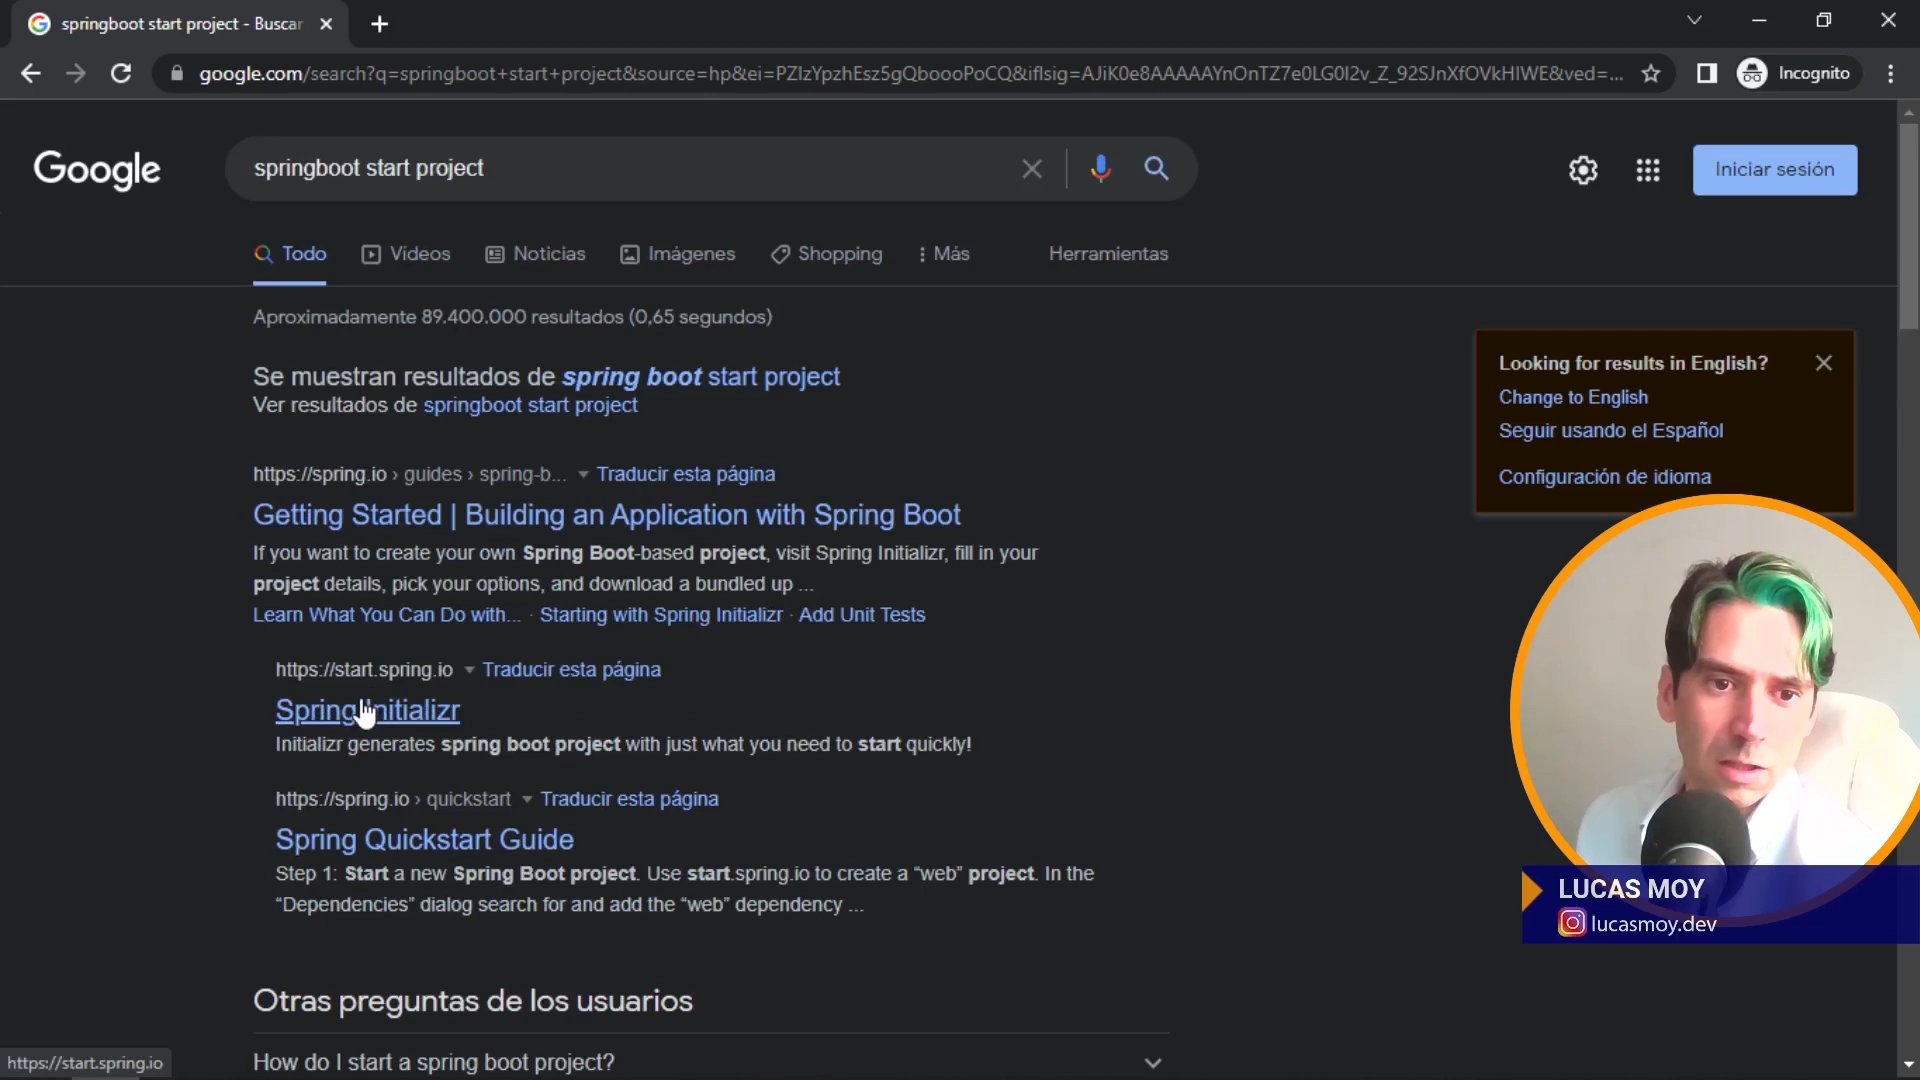 springboot start project - Buscar
google.com/search?q=springboot+start+project&source=hp&ei=PZIzYpzhEsz5gQboooPoCQ&iflsig=AJiK0e8AAAAAYnOnTZ7e0LG0I2v_Z_92SJnXfOVkHIWE&ved=...
Incognito
Google
springboot start project
Iniciar sesión
Todo
Videos
Noticias
Imágenes
Shopping
Más
Herramientas
Aproximadamente 89.400.000 resultados (0,65 segundos)
Se muestran resultados de spring boot start project
Ver resultados de springboot start project
Looking for results in English?
Change to English
Seguir usando el Español
Configuración de idioma
https://spring.io › guides › spring-b... Traducir esta página
Getting Started | Building an Application with Spring Boot
If you want to create your own Spring Boot-based project, visit Spring Initializr, fill in your
project details, pick your options, and download a bundled up ...
Learn What You Can Do with... · Starting with Spring Initializr · Add Unit Tests
https://start.spring.io Traducir esta página
Spring Initializr
Initializr generates spring boot project with just what you need to start quickly!
https://spring.io › quickstart Traducir esta página
Spring Quickstart Guide
Step 1: Start a new Spring Boot project. Use start.spring.io to create a “web” project. In the
“Dependencies” dialog search for and add the “web” dependency ...
LUCAS MOY
lucasmoy.dev
Otras preguntas de los usuarios
How do I start a spring boot project?
https://start.spring.io